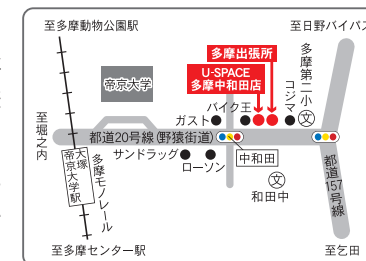 至多摩動物公園駅
至日野バイパス
多摩出張所
U-SPACE
多摩中和田店
帝京大学
バイク王
コジマ
多摩第二小
文
ガスト
至堀之内
都道20号線(野猿街道)
大塚
帝京大学駅
多摩モノレール
サンドラッグ
ローソン
中和田
文
和田中
都道157号線
至多摩センター駅
至乞田